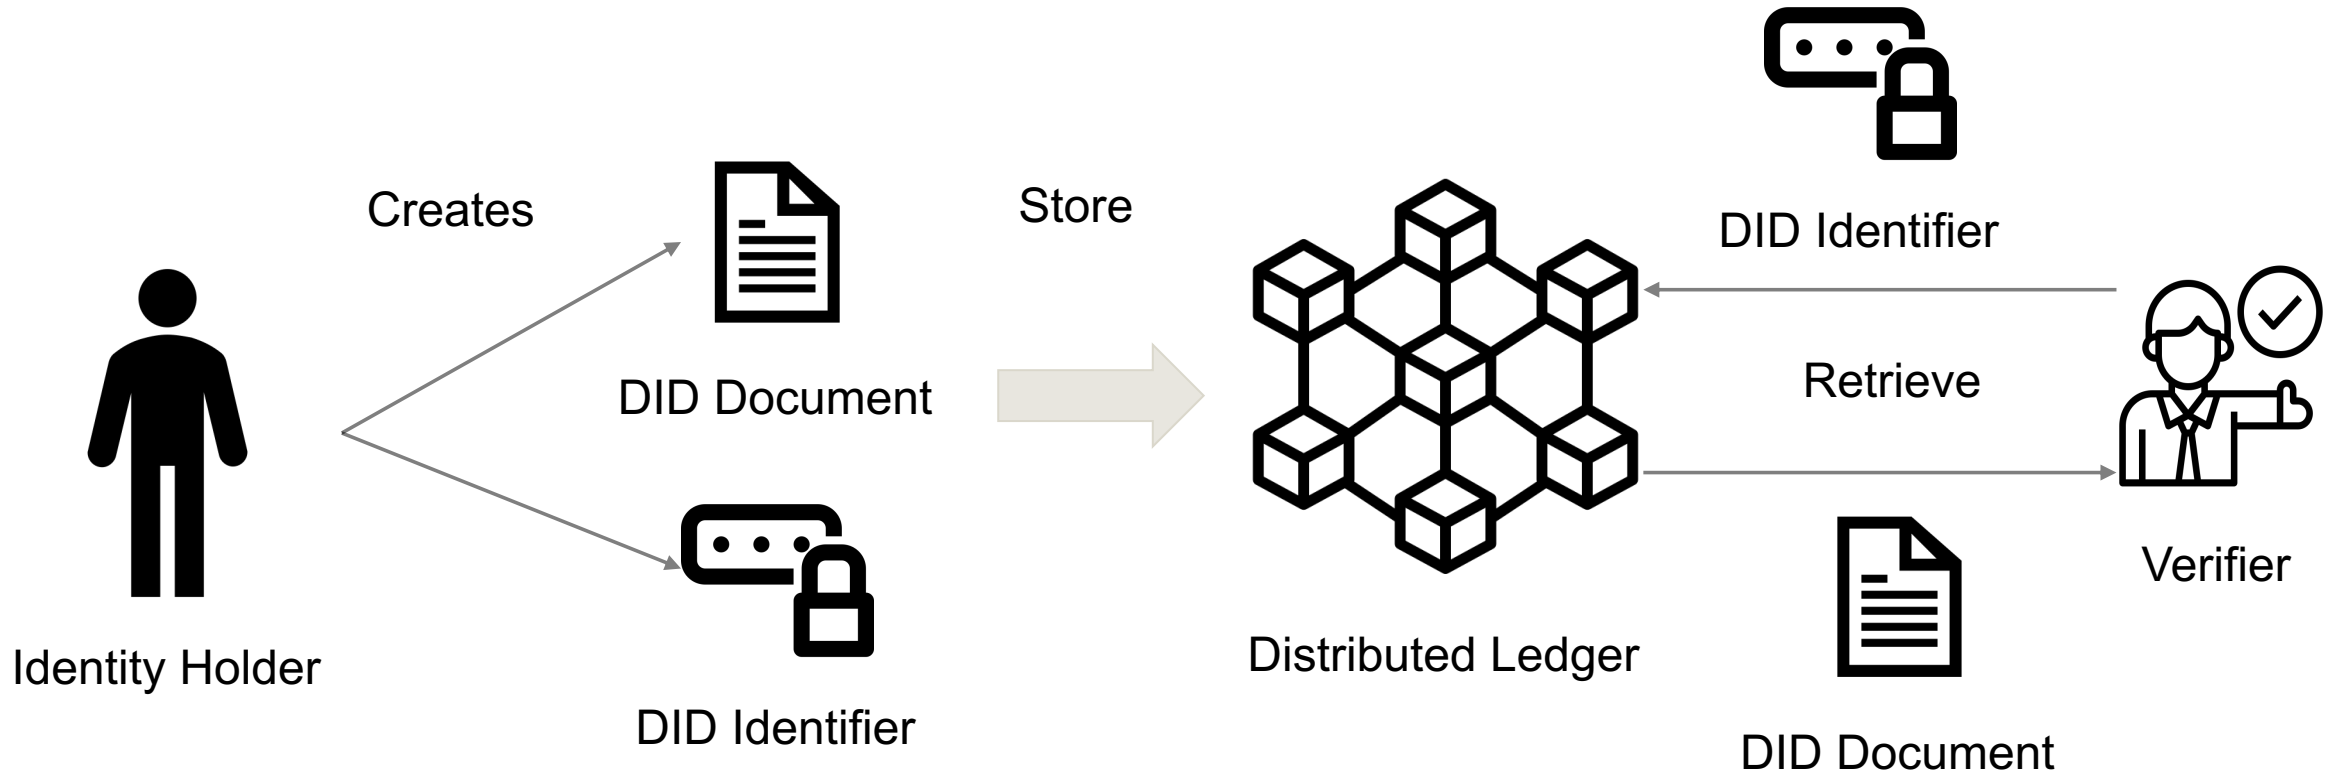 Creates
Identity Holder
DID Document
DID Identifier
Store
Distributed Ledger
DID Identifier
Retrieve
DID Document
Verifier